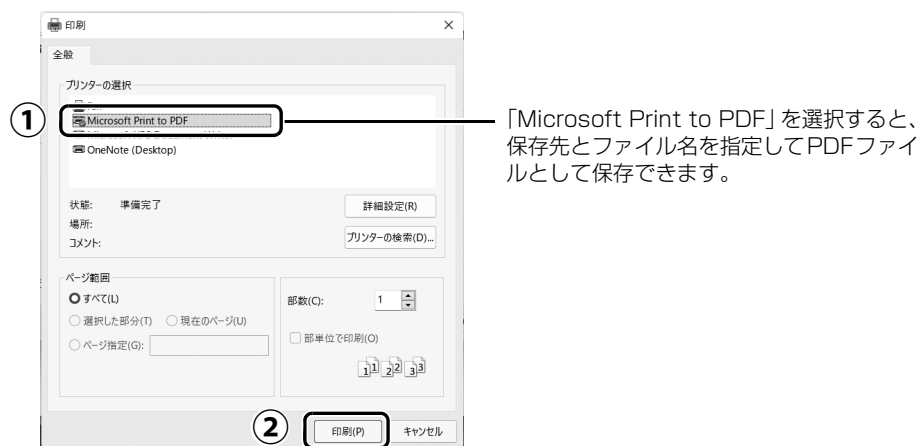 印刷
全般
プリンターの選択
① Microsoft Print to PDF
OneNote (Desktop)
「Microsoft Print to PDF」を選択すると、
保存先とファイル名を指定してPDFファイ
ルとして保存できます。
状態: 準備完了 詳細設定(R)
場所:
コメント: プリンターの検索(D)...
ページ範囲
すべて(L)
選択した部分(T) 現在のページ(U)
ページ指定(G):
部数(C): 1
部単位で印刷(O)
11 22 33
② 印刷(P) キャンセル